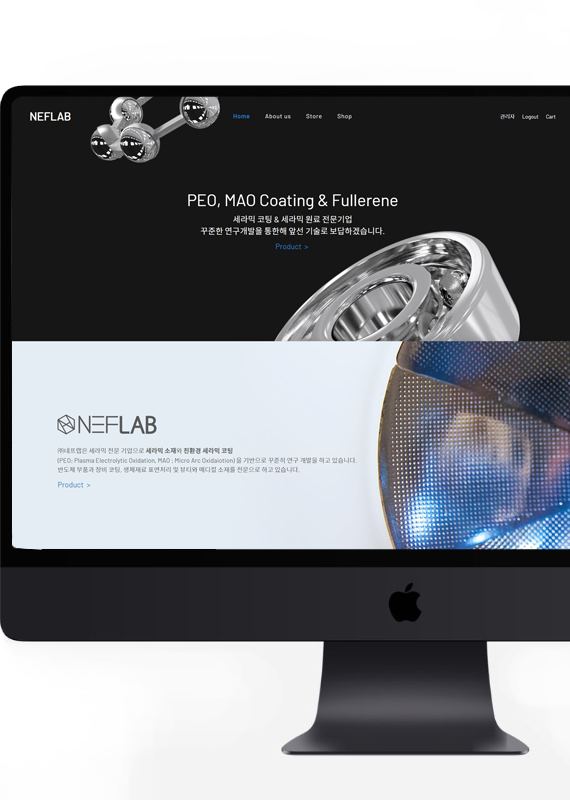 NEFLAB
Home About us Store Shop
관리자 Logout Cart
PEO, MAO Coating & Fullerene
세라믹 코팅 & 세라믹 원료 전문기업
꾸준한 연구개발을 통한해 앞선 기술로 보답하겠습니다.
Product >
NEFLAB
㈜네프랩은 세라믹 전문 기업으로 세라믹 소재와 친환경 세라믹 코팅
(PEO; Plasma Electrolytic Oxidation, MAO ; Micro Arc Oxidaiotion) 을 기반으로 꾸준히 연구 개발을 하고 있습니다.
반도체 부품과 장비 코팅, 생체재료 표면처리 및 뷰티와 메디컬 소재를 전문으로 하고 있습니다.
Product >